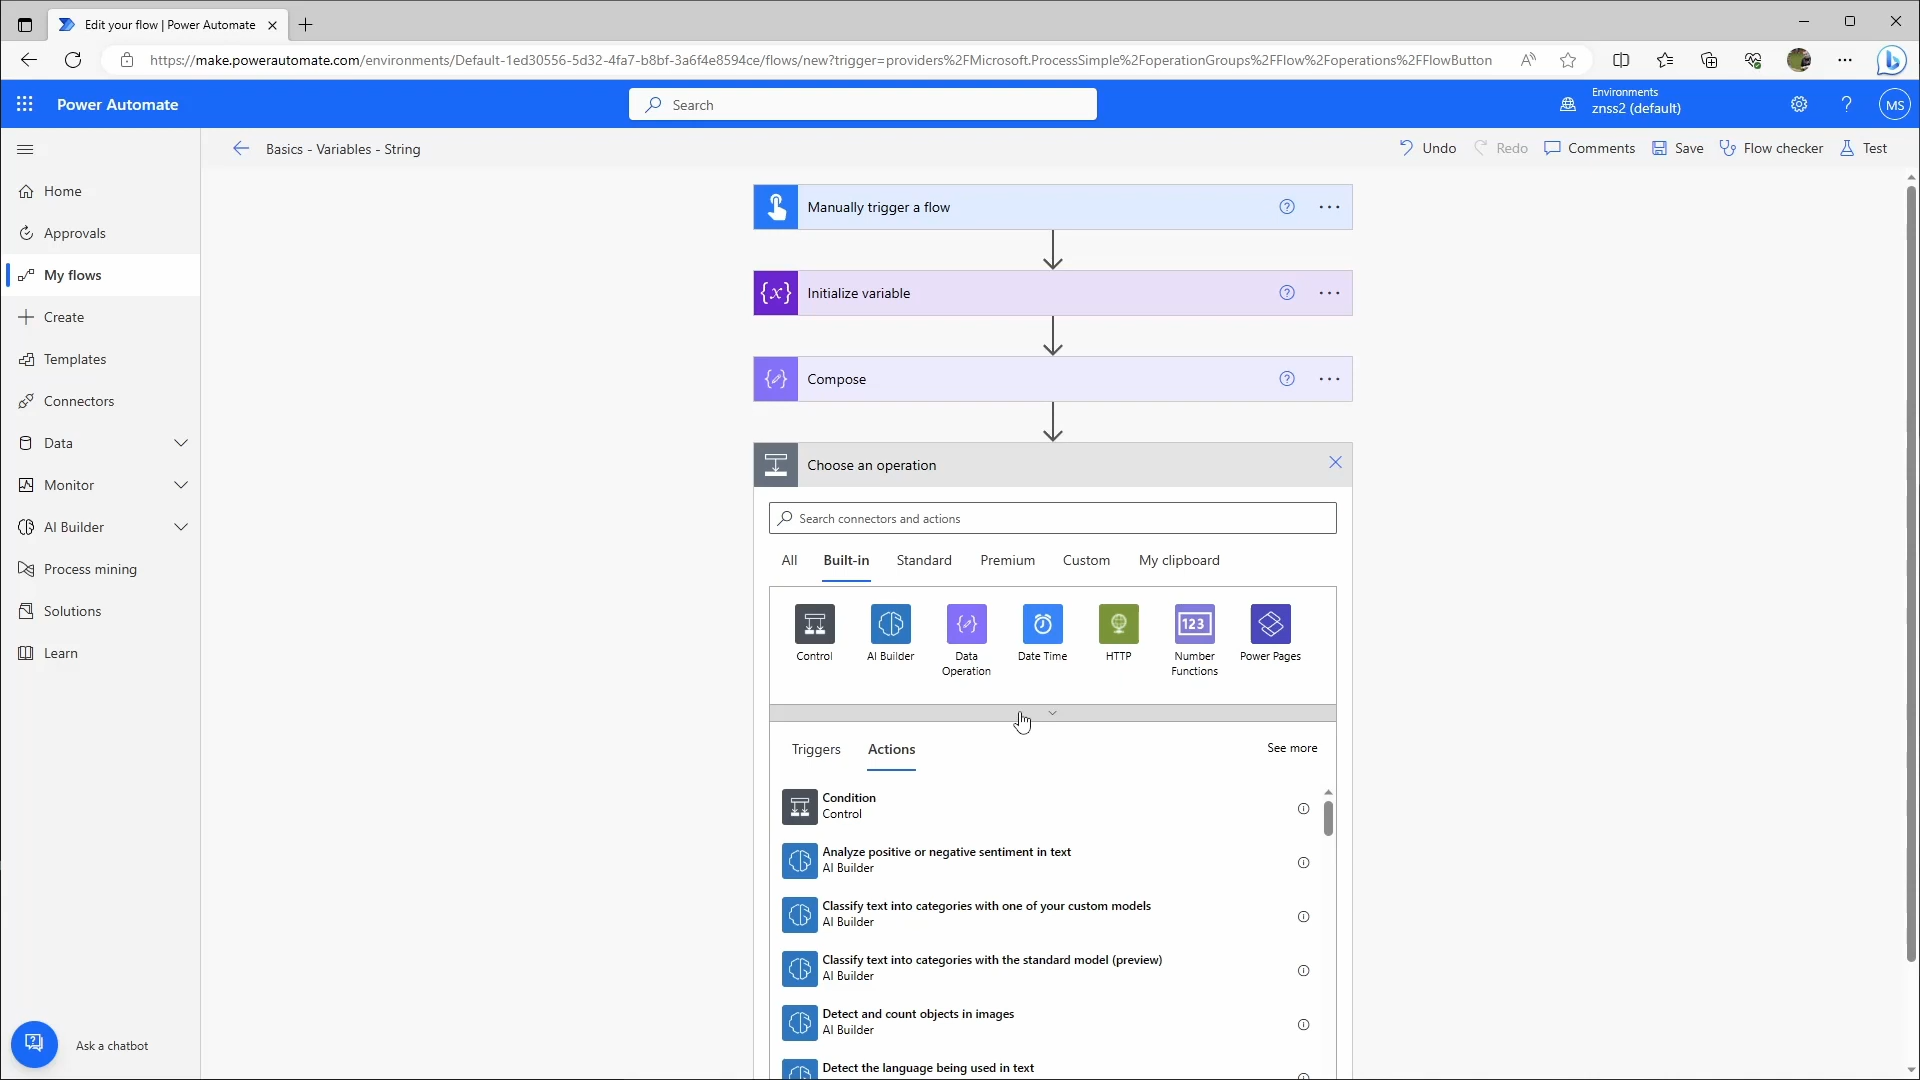 Edit your flow | Power Automate
https://make.powerautomate.com/environments/Default-1ed30556-5d32-4fa7-b8bf-3a6f4e8594ce/flows/new?trigger=providers%2FMicrosoft.ProcessSimple%2FoperationGroups%2FFlow%2Foperations%2FFlowButton
Power Automate
Search
Environments
znss2 (default)
?
MS
Basics - Variables - String
Undo
Redo
Comments
Save
Flow checker
Test
Home
Approvals
My flows
Create
Templates
Connectors
Data
Monitor
AI Builder
Process mining
Solutions
Learn
Ask a chatbot
Manually trigger a flow
{x} Initialize variable
Compose
Choose an operation
Search connectors and actions
All Built-in Standard Premium Custom My clipboard
Control
AI Builder
Data
Operation
Date Time
HTTP
123
Number
Functions
Power Pages
Triggers Actions See more
Condition
Control
Analyze positive or negative sentiment in text
AI Builder
Classify text into categories with one of your custom models
AI Builder
Classify text into categories with the standard model (preview)
AI Builder
Detect and count objects in images
AI Builder
Detect the language being used in text